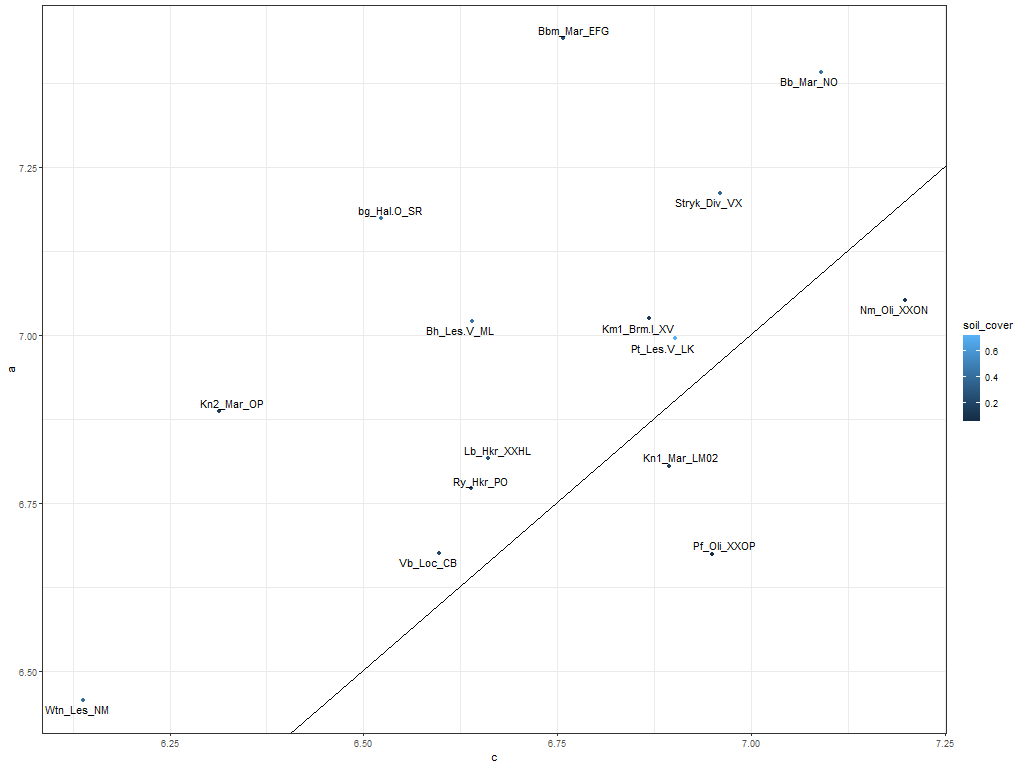 Bbm_Mar_EFG
Bb_Mar_NO
7.25
Stryk_Div_VX
bg_Hal.O_SR
Nm_Oli_XXON
soil_cover
Bh_Les.V_ML
Km1_Brm.I_XV
7.00
Pt_Les.V_LK
0.6
a
0.4
Kn2_Mar_OP
0.2
Lb_Hkr_XXHL
Kn1_Mar_LM02
Ry_Hkr_PO
6.75
Pf_Oli_XXOP
Vb_Loc_CB
6.50
Wtn_Les_NM
6.25
6.50
6.75
7.00
7.25
c